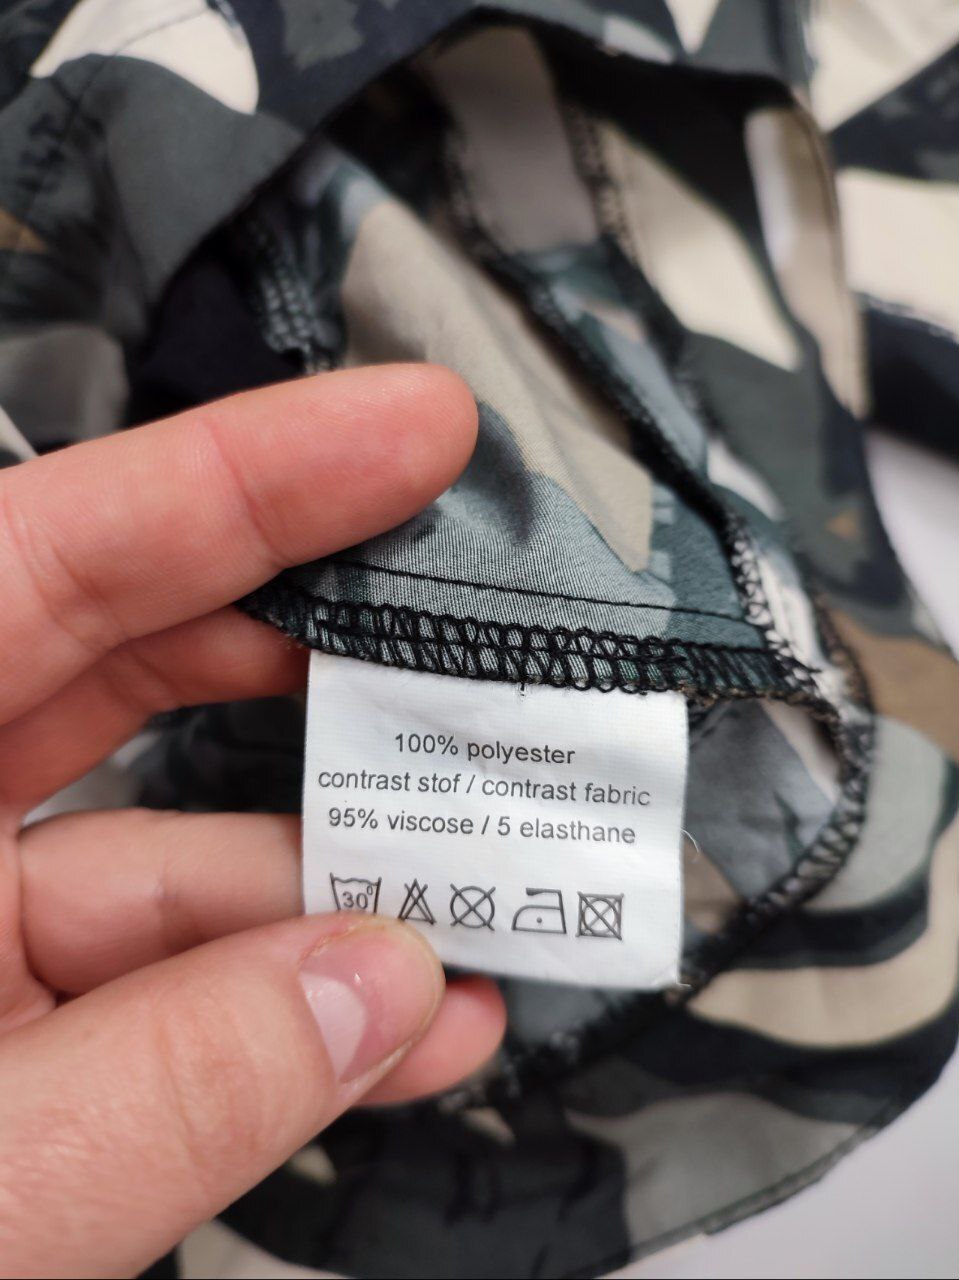 100% polyester
contrast stof / contrast fabric
95% viscose / 5 elasthane
30°